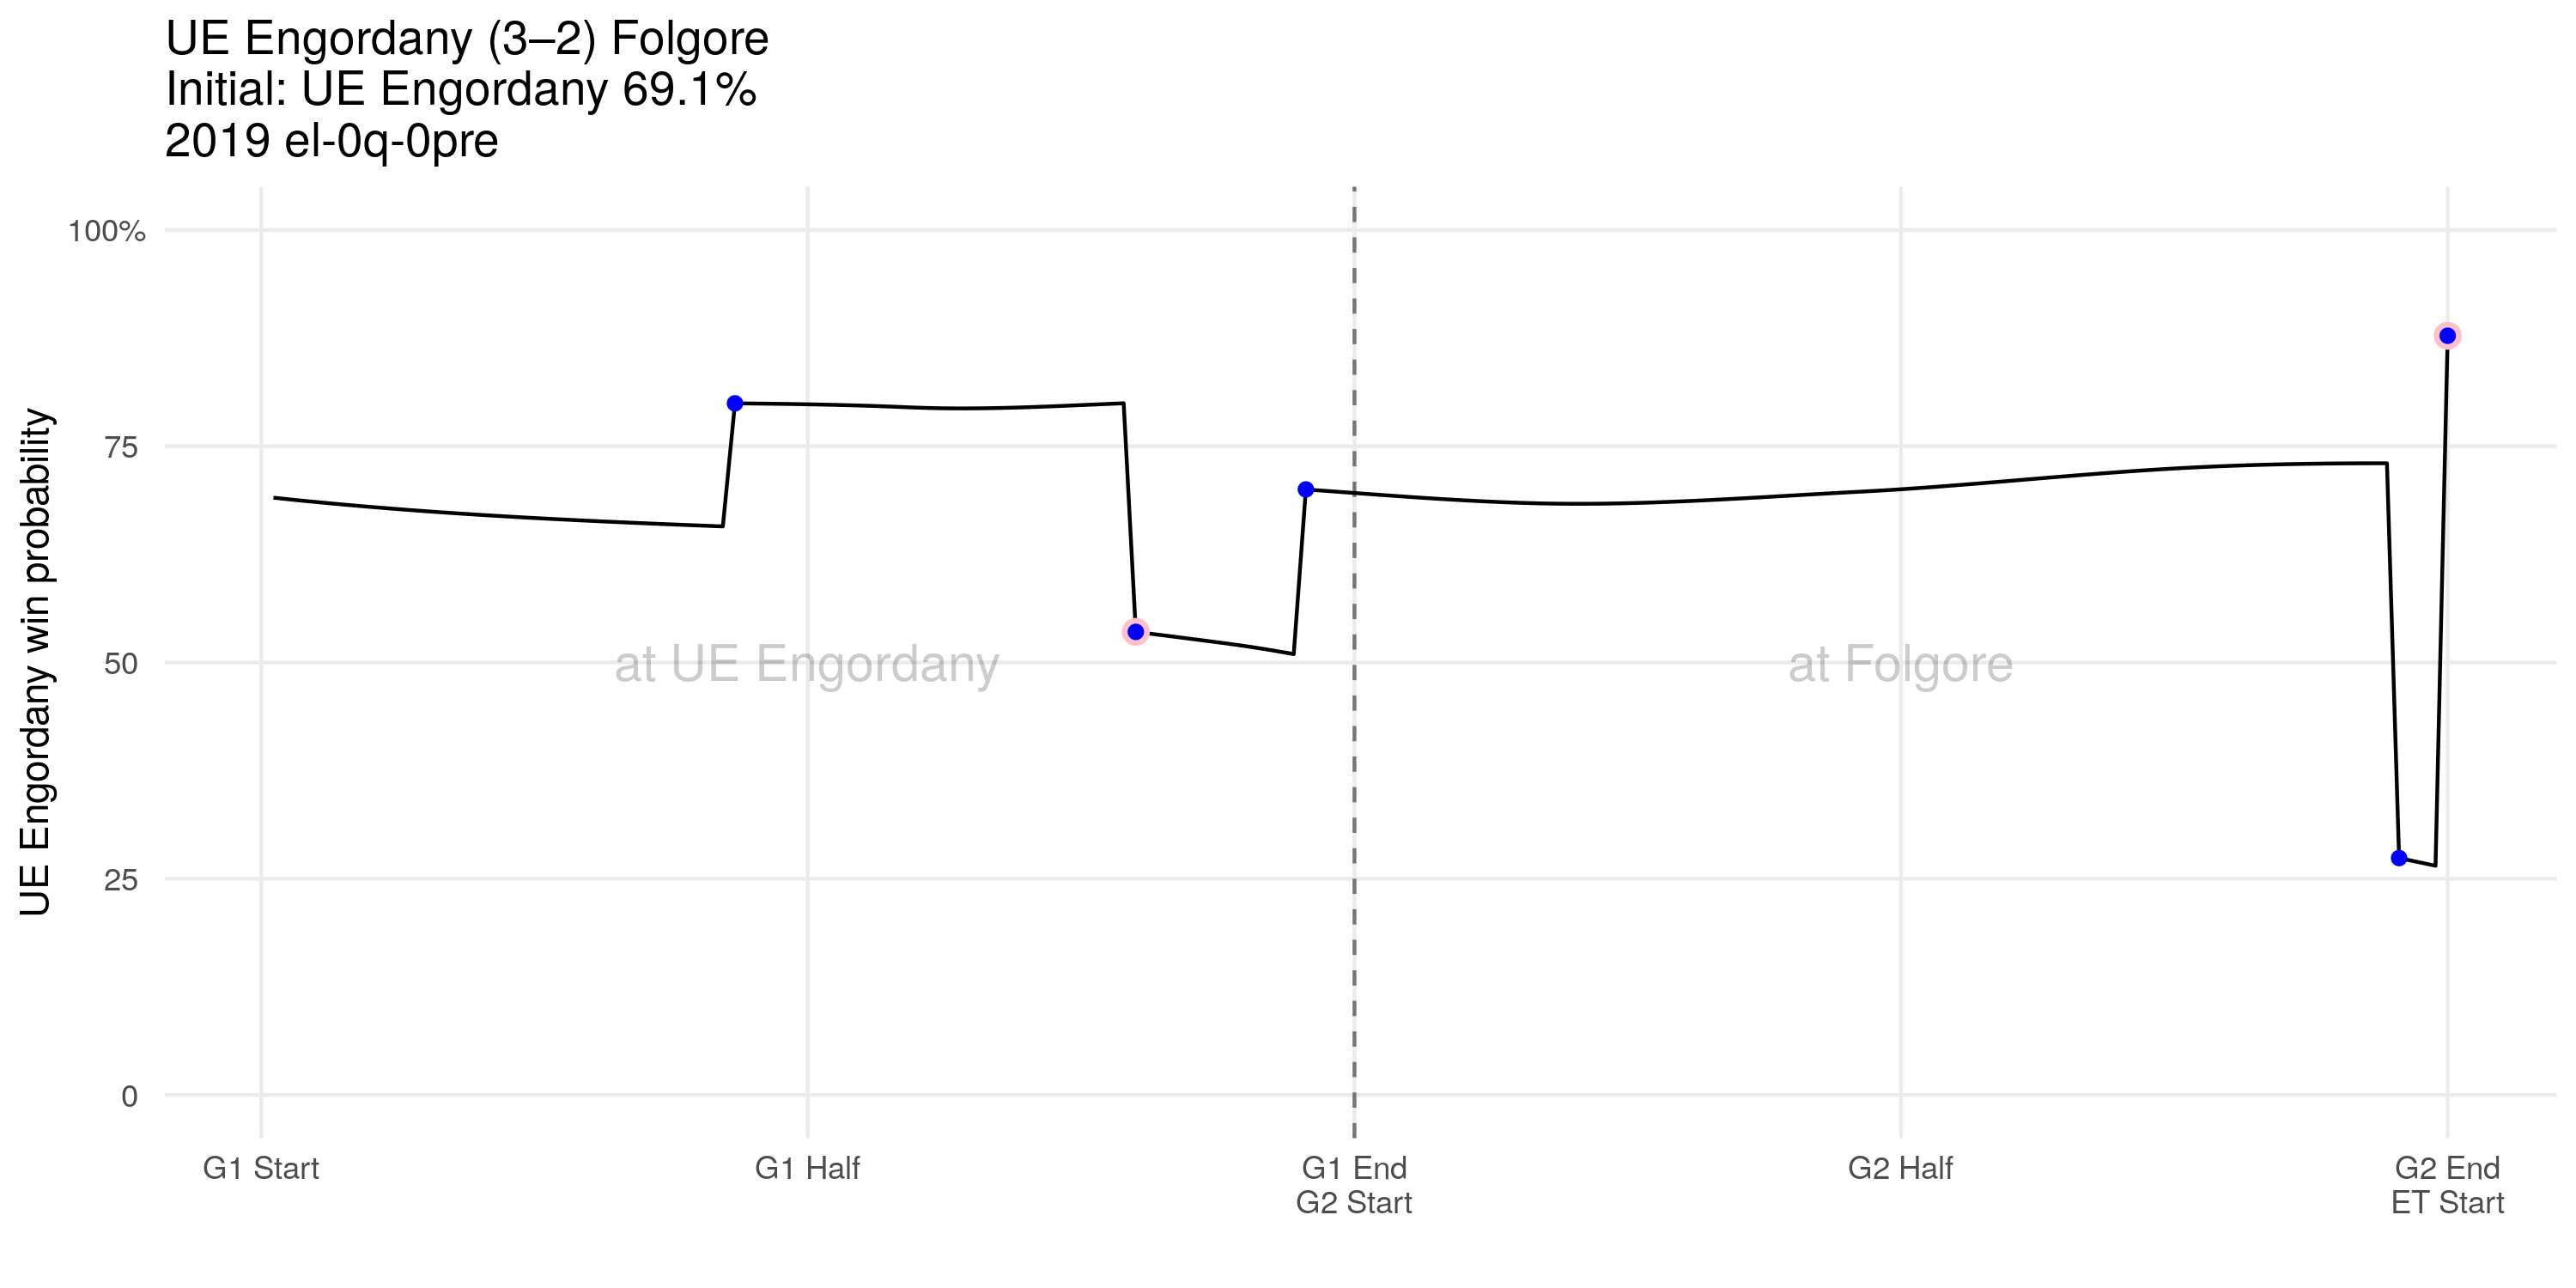 UE Engordany (3–2) Folgore
Initial: UE Engordany 69.1%
2019 el-0q-0pre
UE Engordany win probability
100%
75
50
25
0
at UE Engordany
at Folgore
G1 Start
G1 Half
G1 End
G2 Start
G2 Half
G2 End
ET Start